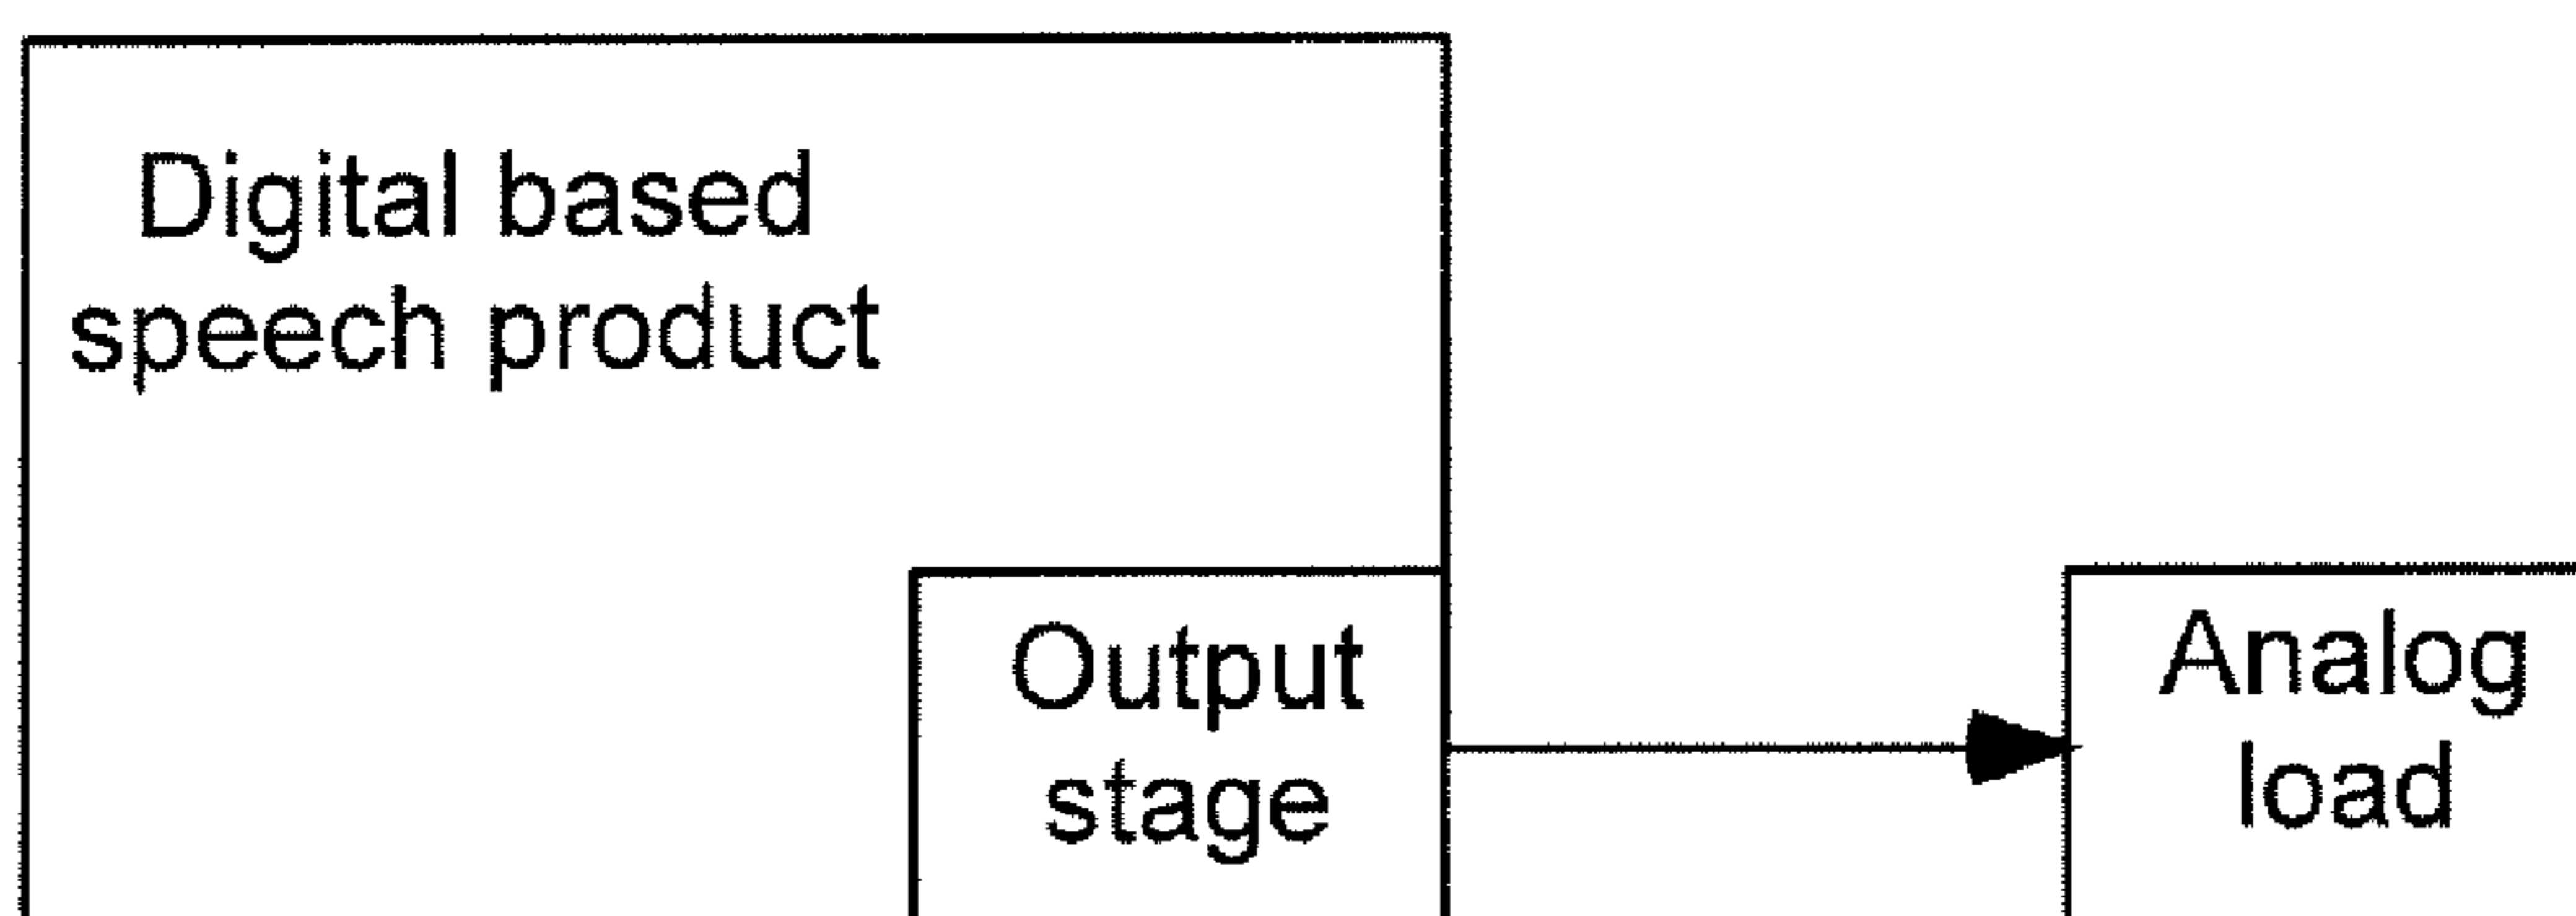 Digital based
speech product
Output
stage
Analog
load